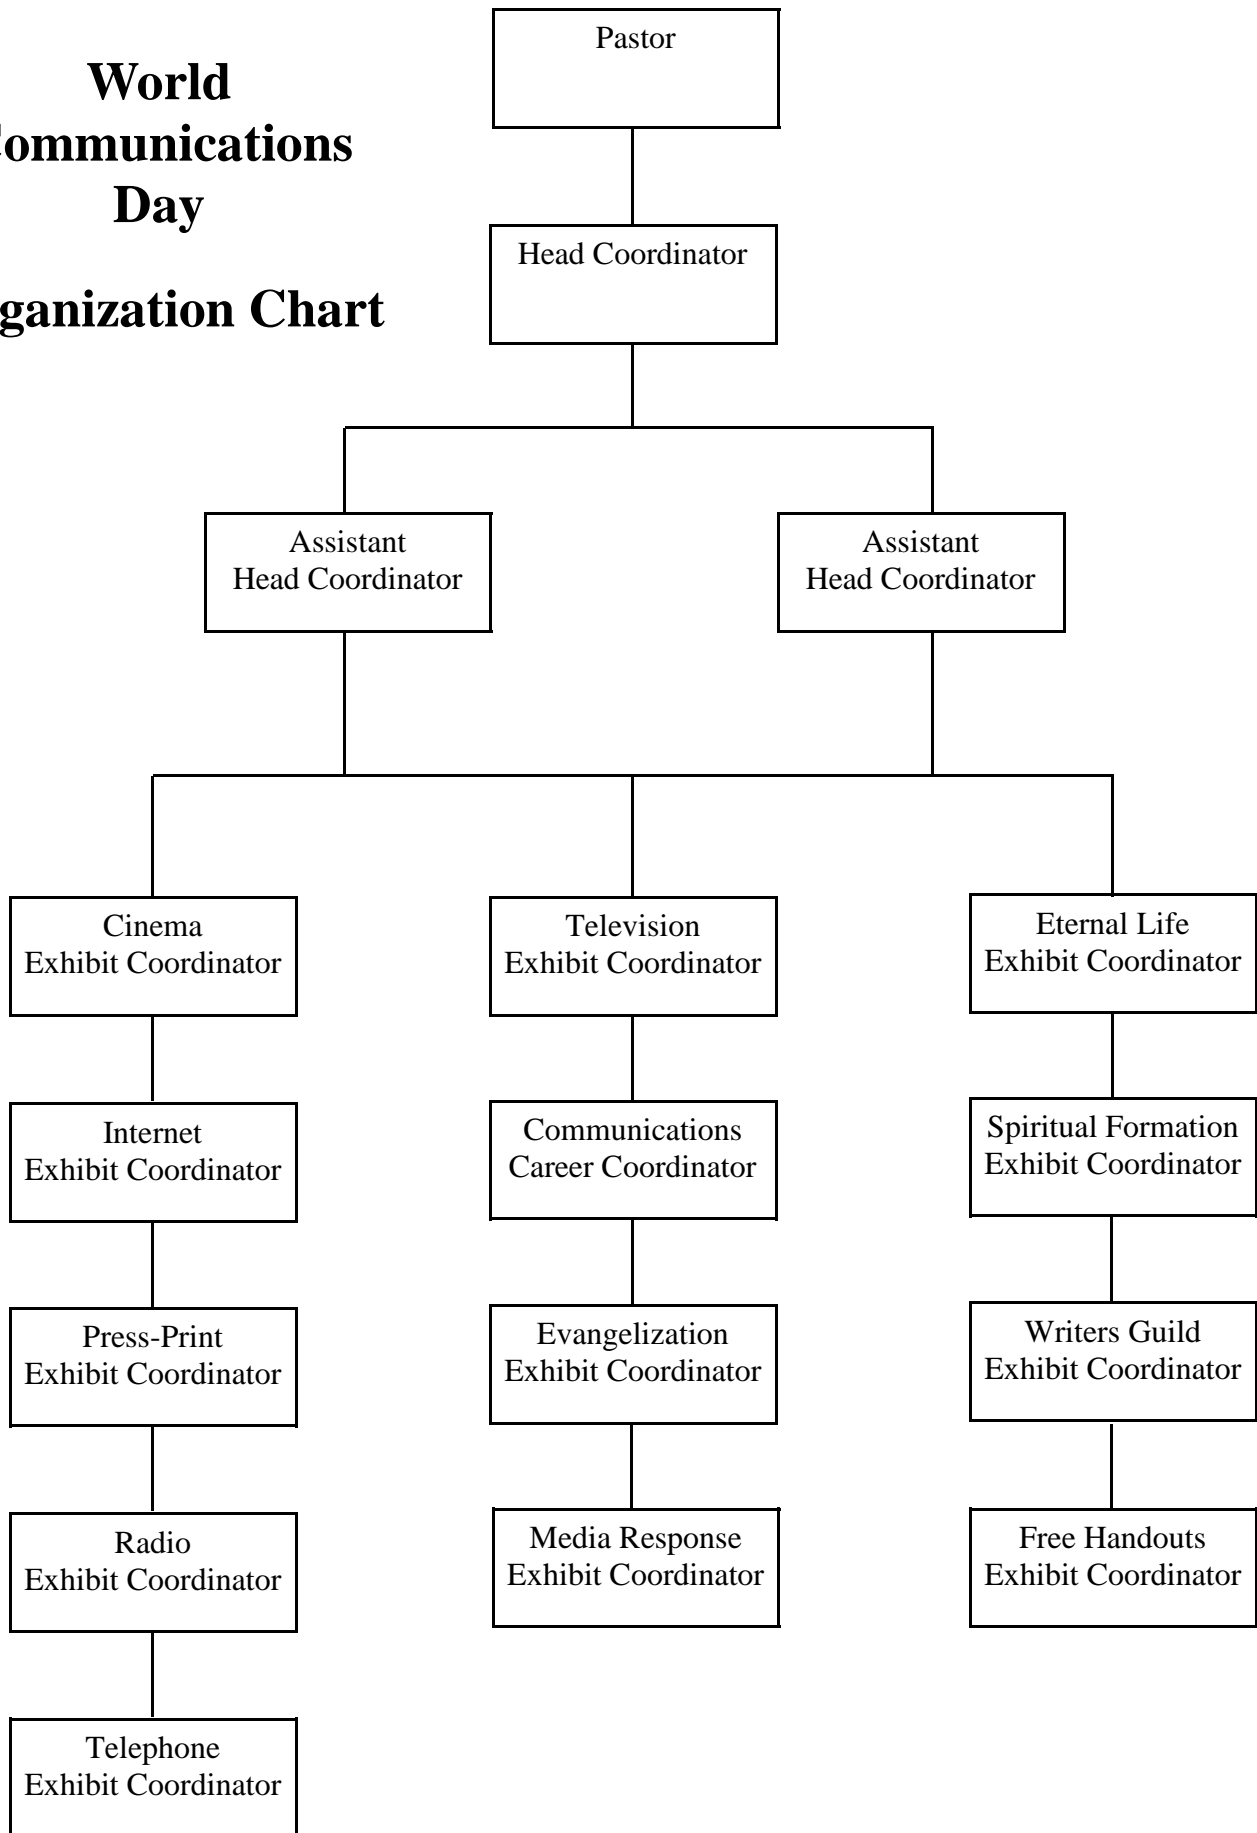 World
ommunications
Day
ganization Chart
Pastor
Head Coordinator
Assistant
Head Coordinator
Assistant
Head Coordinator
Cinema
Exhibit Coordinator
Television
Exhibit Coordinator
Eternal Life
Exhibit Coordinator
Internet
Exhibit Coordinator
Communications
Career Coordinator
Spiritual Formation
Exhibit Coordinator
Press-Print
Exhibit Coordinator
Evangelization
Exhibit Coordinator
Writers Guild
Exhibit Coordinator
Radio
Exhibit Coordinator
Media Response
Exhibit Coordinator
Free Handouts
Exhibit Coordinator
Telephone
Exhibit Coordinator